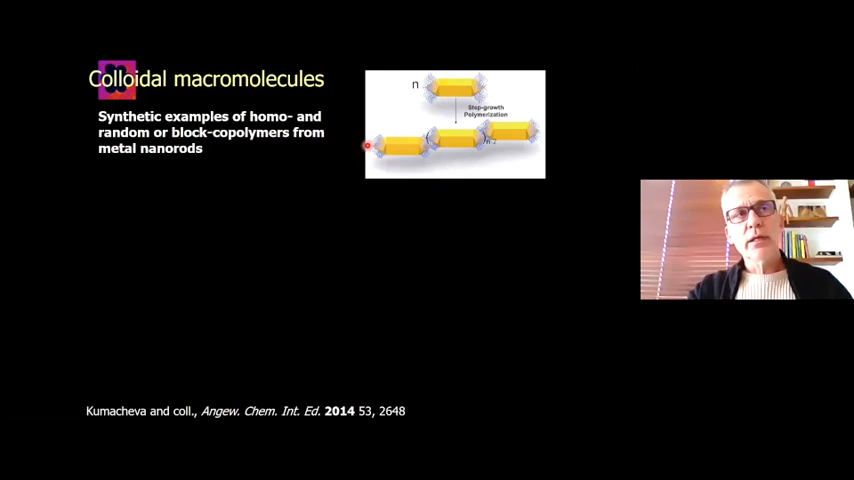 Colloidal macromolecules
Synthetic examples of homo- and
random or block-copolymers from
metal nanorods
n
Step-growth
Polymerization
n-2
Kumacheva and coll., Angew. Chem. Int. Ed. 2014 53, 2648